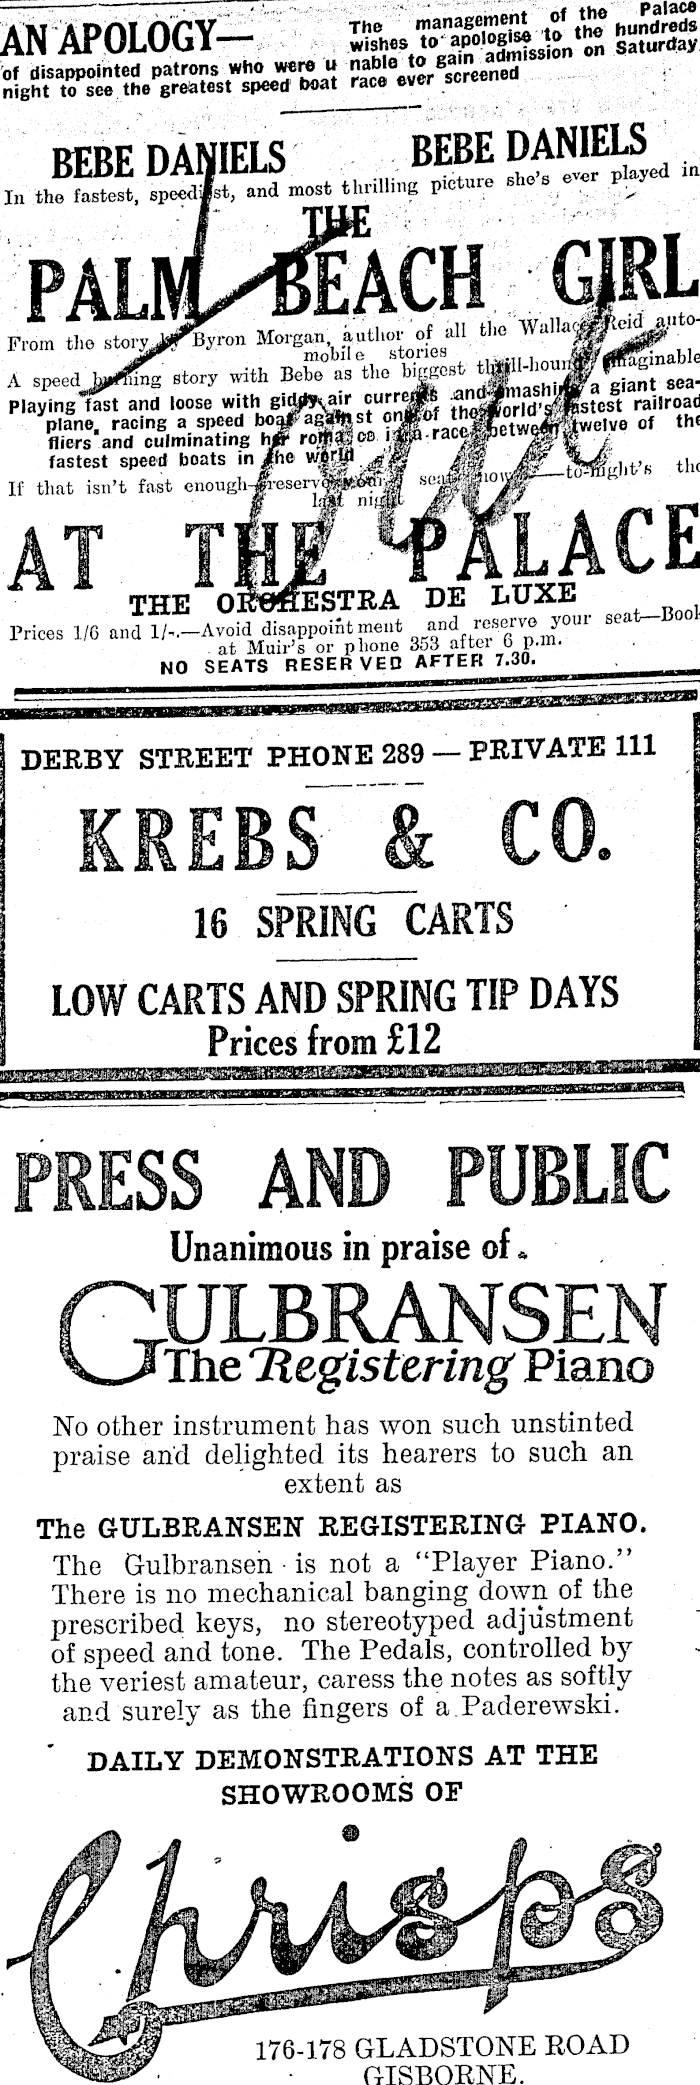 AN APOLOGY— The management of the Palace
wishes to apologise to the hundreds
of disappointed patrons who were u nable to gain admission on Saturday
night to see the greatest speed boat race ever screened
BEBE DANIELS BEBE DANIELS
In the fastest, speediest, and most thrilling picture she's ever played in
THE
PALM BEACH GIRL
From the story by Byron Morgan, author of all the Wallace Reid auto-
mobile stories
A speed burning story with Bebe as the biggest thrill-hound imaginable
Playing fast and loose with giddy air currents and smashing a giant sea-
plane, racing a speed boat against one of the world's fastest railroad
fliers and culminating her romance in a race between twelve of the
fastest speed boats in the world
If that isn't fast enough—reserve your seat now—to-night's the
last night
AT THE PALACE
THE ORCHESTRA DE LUXE
Prices 1/6 and 1/-.—Avoid disappointment and reserve your seat—Book
at Muir's or phone 353 after 6 p.m.
NO SEATS RESERVED AFTER 7.30.
out
DERBY STREET PHONE 289 — PRIVATE 111
KREBS & CO.
16 SPRING CARTS
LOW CARTS AND SPRING TIP DAYS
Prices from £12
PRESS AND PUBLIC
Unanimous in praise of
GULBRANSEN
The Registering Piano
No other instrument has won such unstinted
praise and delighted its hearers to such an
extent as
The GULBRANSEN REGISTERING PIANO.
The Gulbransen is not a "Player Piano."
There is no mechanical banging down of the
prescribed keys, no stereotyped adjustment
of speed and tone. The Pedals, controlled by
the veriest amateur, caress the notes as softly
and surely as the fingers of a Paderewski.
DAILY DEMONSTRATIONS AT THE
SHOWROOMS OF
Chrisps
176-178 GLADSTONE ROAD
GISBORNE.